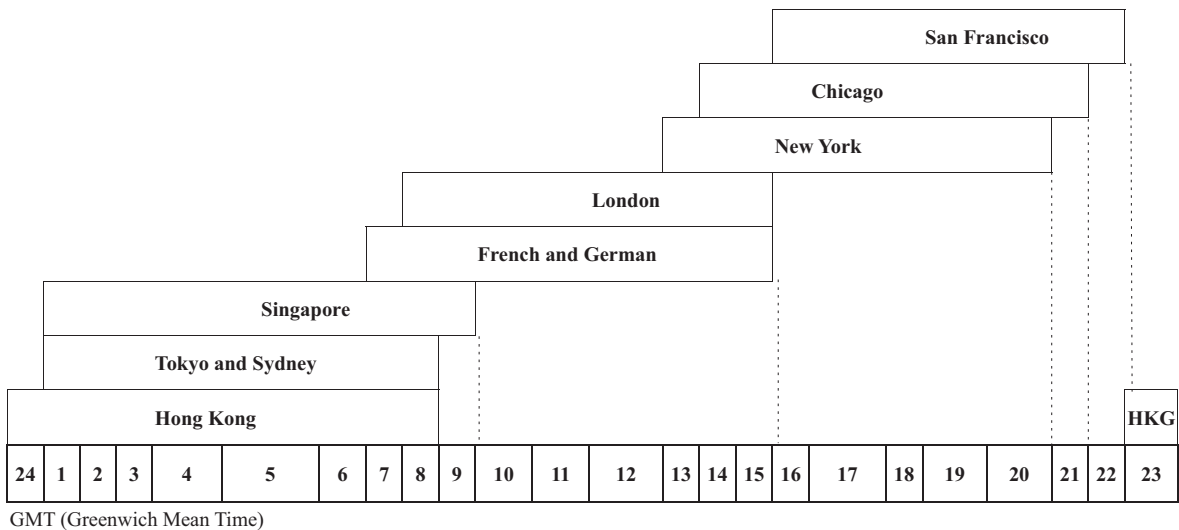 San Francisco
Chicago
New York
London
French and German
Singapore
Tokyo and Sydney
Hong Kong HKG
24 1 2 3 4 5 6 7 8 9 10 11 12 13 14 15 16 17 18 19 20 21 22 23
GMT (Greenwich Mean Time)